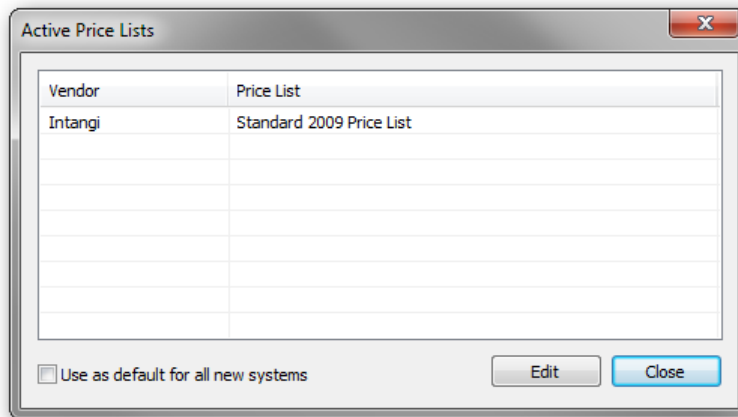 Active Price Lists
Vendor Price List
Intangi Standard 2009 Price List
Use as default for all new systems
Edit Close